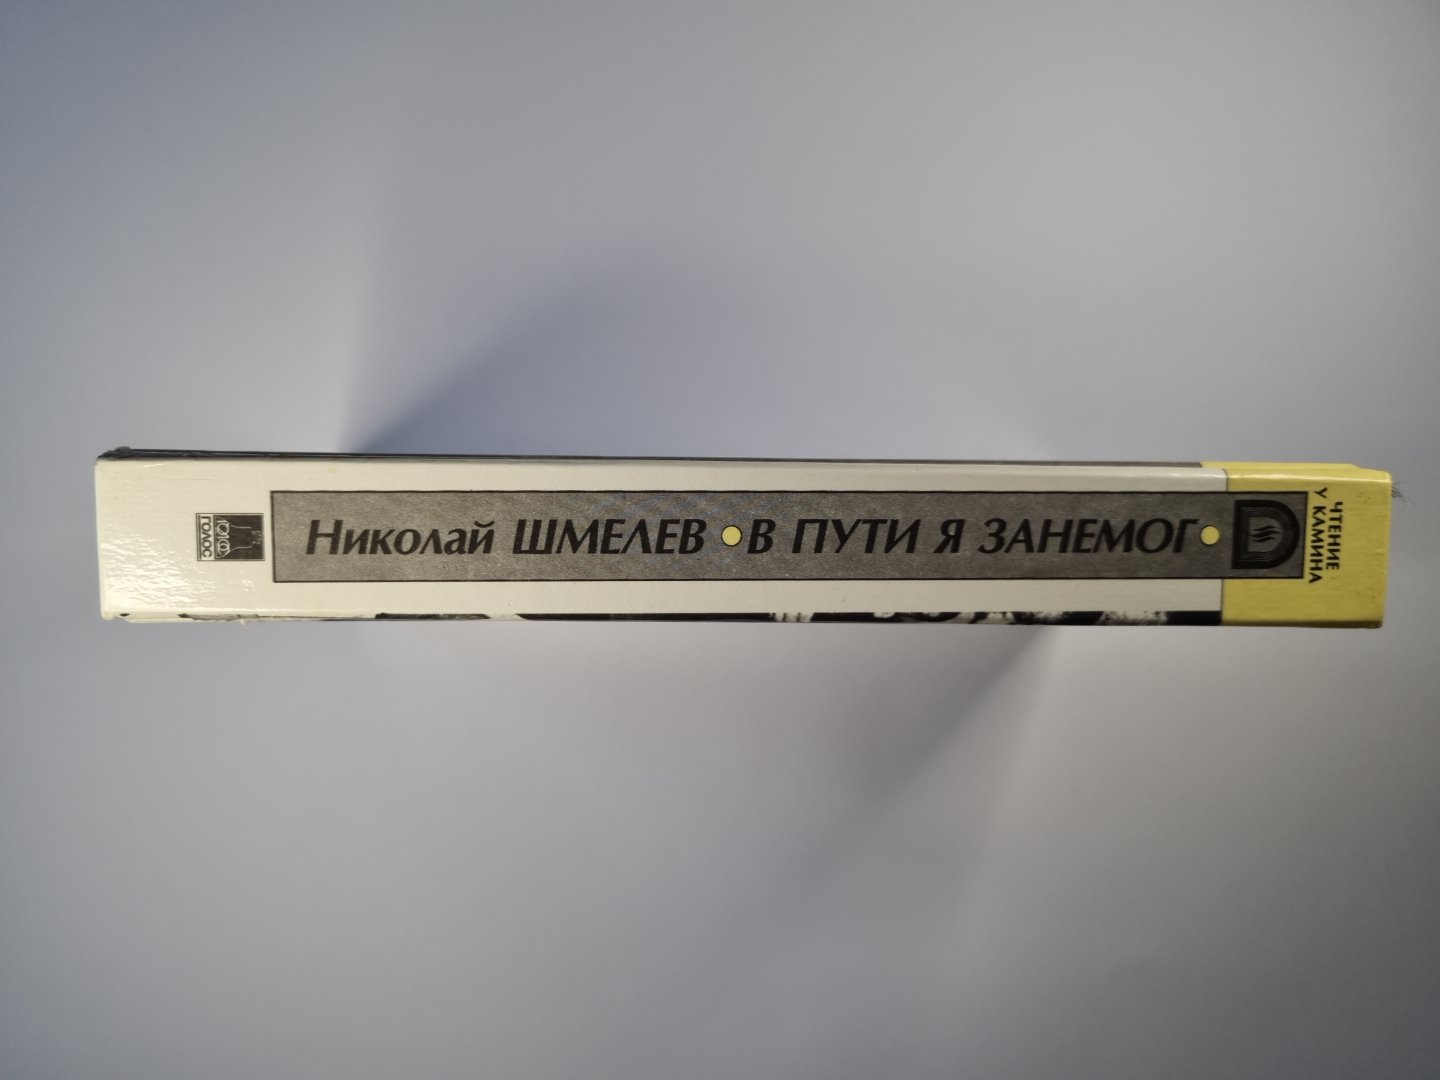 ГОЛОС
Николай ШМЕЛЕВ • В ПУТИ Я ЗАНЕМОГ •
ЧТЕНИЕ
У КАМИНА